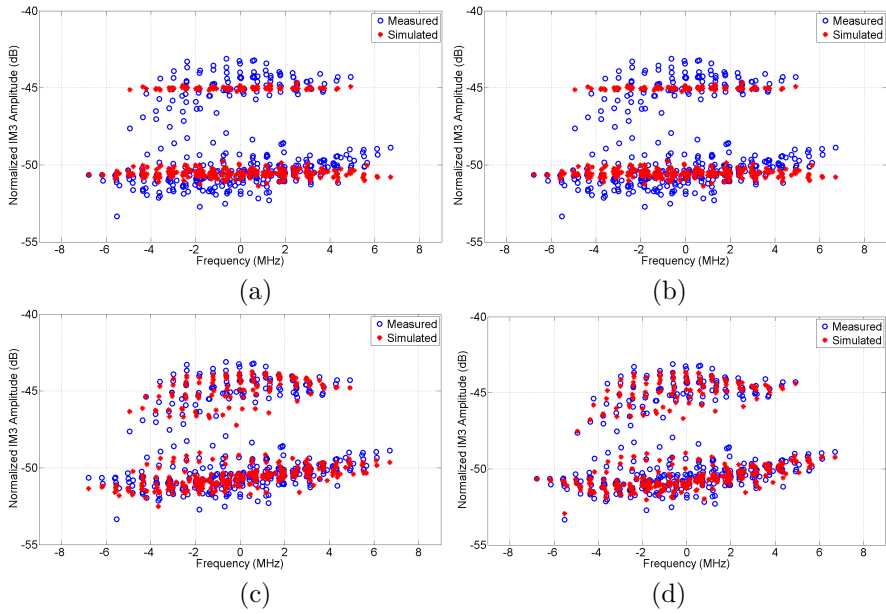 -40
-45
-50
-55
Normalized IM3 Amplitude (dB)
Measured
Simulated
-8 -6 -4 -2 0 2 4 6 8
Frequency (MHz)
(a)
-40
-45
-50
-55
Normalized IM3 Amplitude (dB)
Measured
Simulated
-8 -6 -4 -2 0 2 4 6 8
Frequency (MHz)
(b)
-40
-45
-50
-55
Normalized IM3 Amplitude (dB)
Measured
Simulated
-8 -6 -4 -2 0 2 4 6 8
Frequency (MHz)
(c)
-40
-45
-50
-55
Normalized IM3 Amplitude (dB)
Measured
Simulated
-8 -6 -4 -2 0 2 4 6 8
Frequency (MHz)
(d)